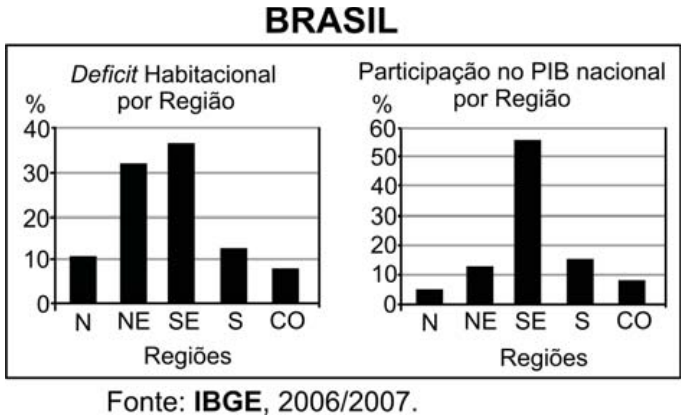 BRASIL
Deficit Habitacional
por Região
%
40
30
20
10
0
N NE SE S CO
Regiões
Participação no PIB nacional
por Região
%
60
50
40
30
20
10
0
N NE SE S CO
Regiões
Fonte: IBGE, 2006/2007.